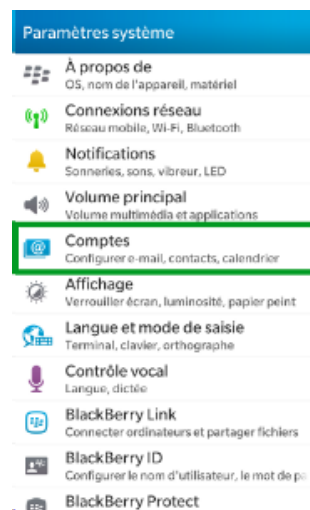 Paramètres système
À propos de
OS, nom de l'appareil, matériel
Connexions réseau
Réseau mobile, Wi-Fi, Bluetooth
Notifications
Sonneries, sons, vibreur, LED
Volume principal
Volume multimédia et applications
Comptes
Configurer e-mail, contacts, calendrier
Affichage
Verrouiller écran, luminosité, papier peint
Langue et mode de saisie
Terminal, clavier, orthographe
Contrôle vocal
Langue, dictée
BlackBerry Link
Connecter ordinateurs et partager fichiers
BlackBerry ID
Configurer le nom d'utilisateur, le mot de
BlackBerry Protect